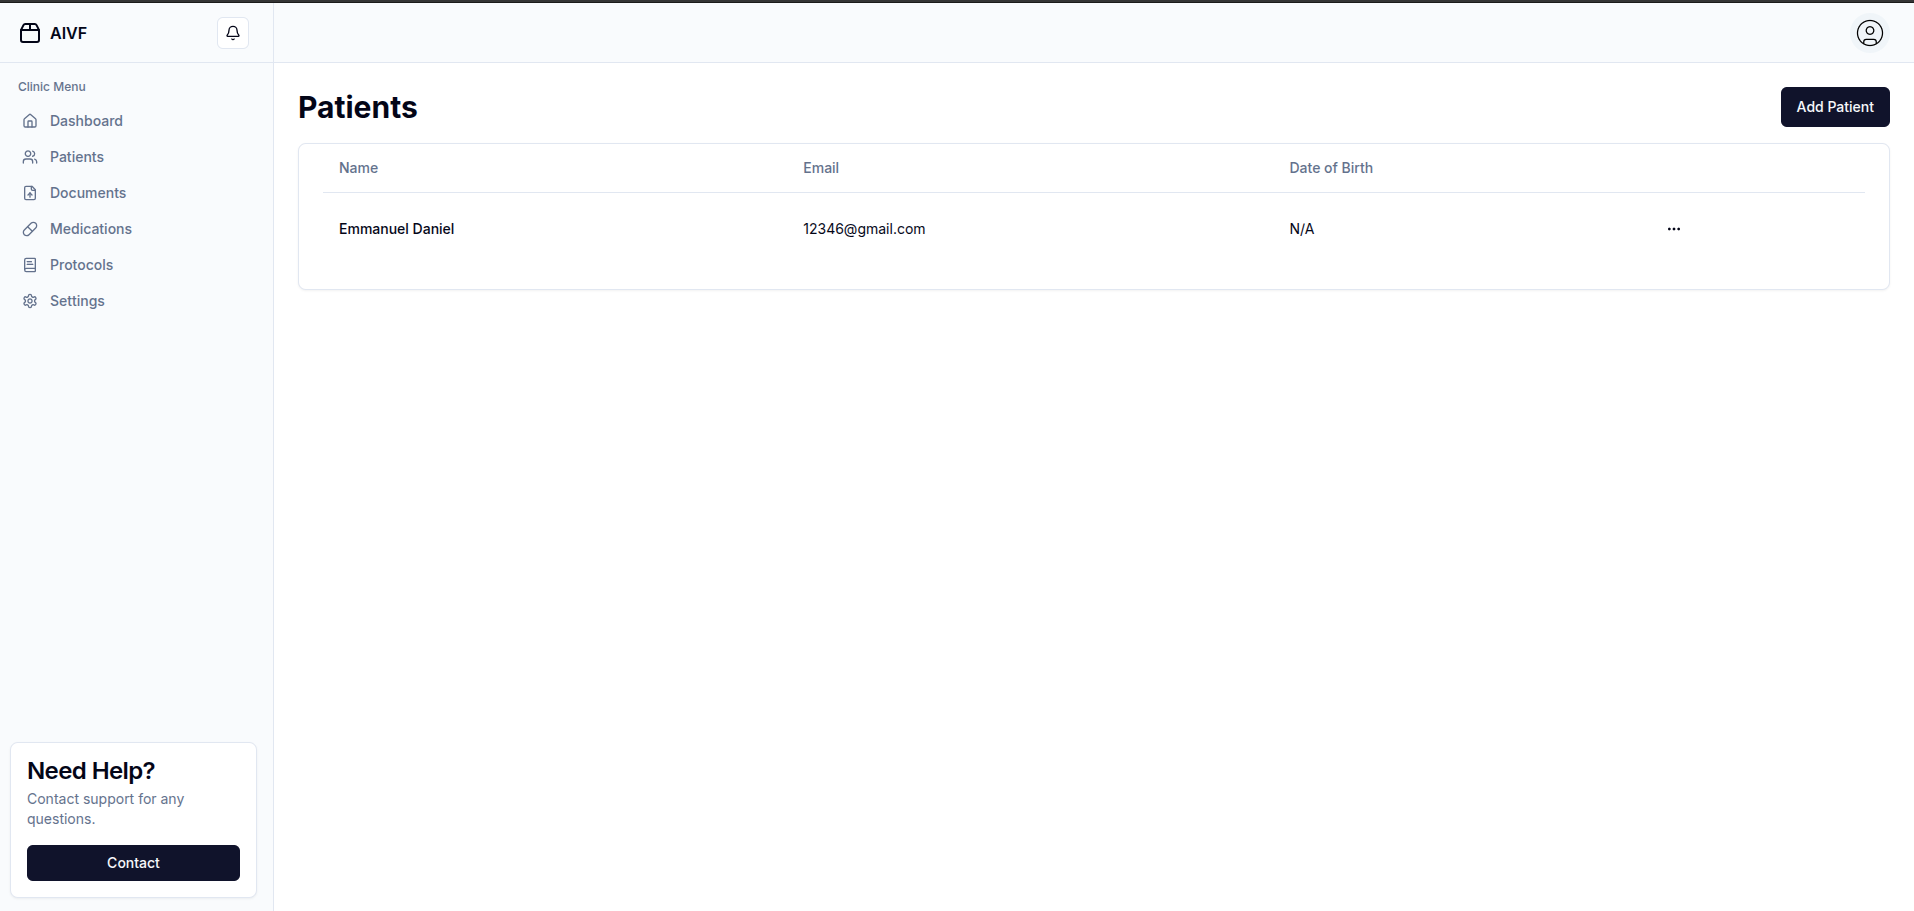 AIVF
Clinic Menu
Dashboard
Patients
Documents
Medications
Protocols
Settings
Need Help?
Contact support for any
questions.
Contact
Patients
Add Patient
Name Email Date of Birth
Emmanuel Daniel 12346@gmail.com N/A